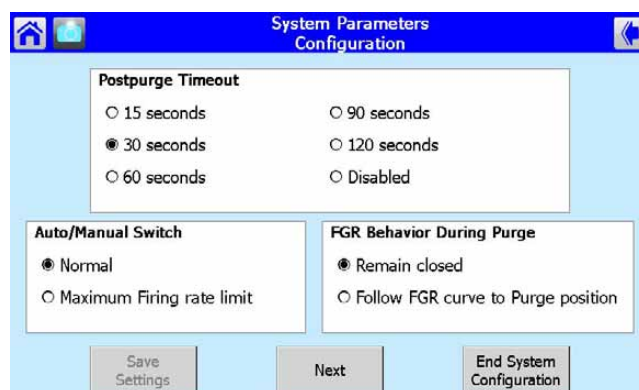 System Parameters
Configuration
Postpurge Timeout
15 seconds
90 seconds
30 seconds
120 seconds
60 seconds
Disabled
Auto/Manual Switch
Normal
Maximum Firing rate limit
FGR Behavior During Purge
Remain closed
Follow FGR curve to Purge position
Save
Settings
Next
End System
Configuration